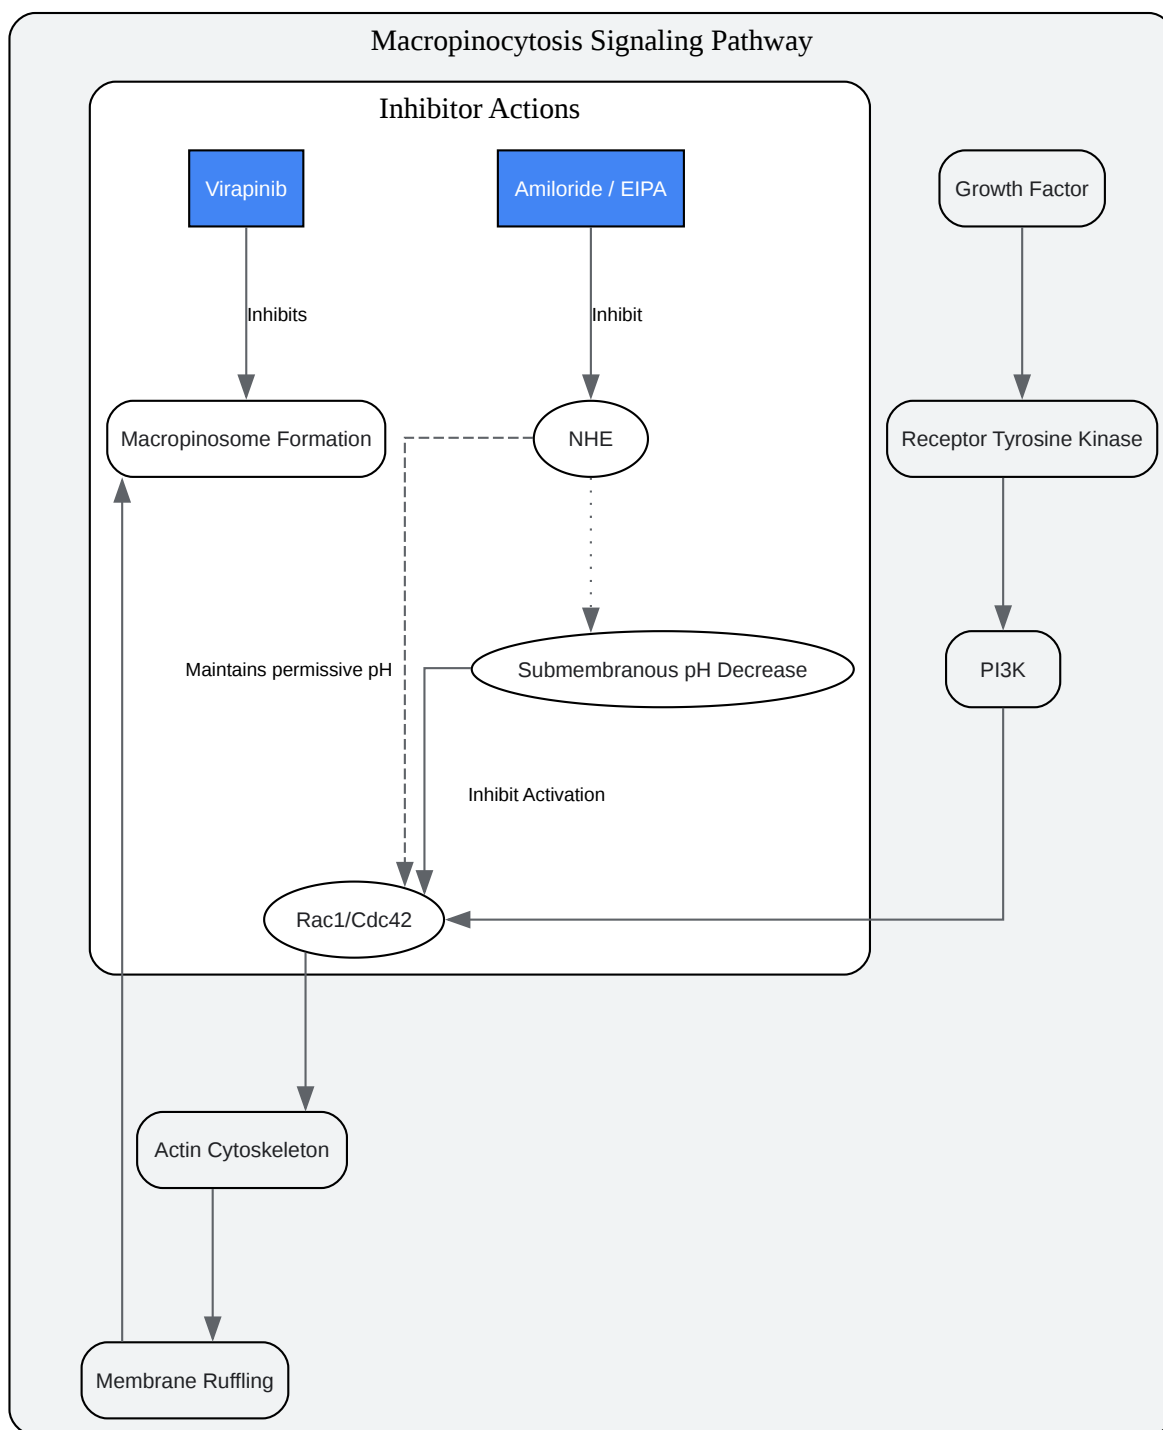 Macropinocytosis Signaling Pathway
Inhibitor Actions
Virapinib
Amiloride / EIPA
Growth Factor
Inhibits
Inhibit
Macropinosome Formation
NHE
Receptor Tyrosine Kinase
Maintains permissive pH
Submembranous pH Decrease
PI3K
Inhibit Activation
Rac1/Cdc42
Actin Cytoskeleton
Membrane Ruffling